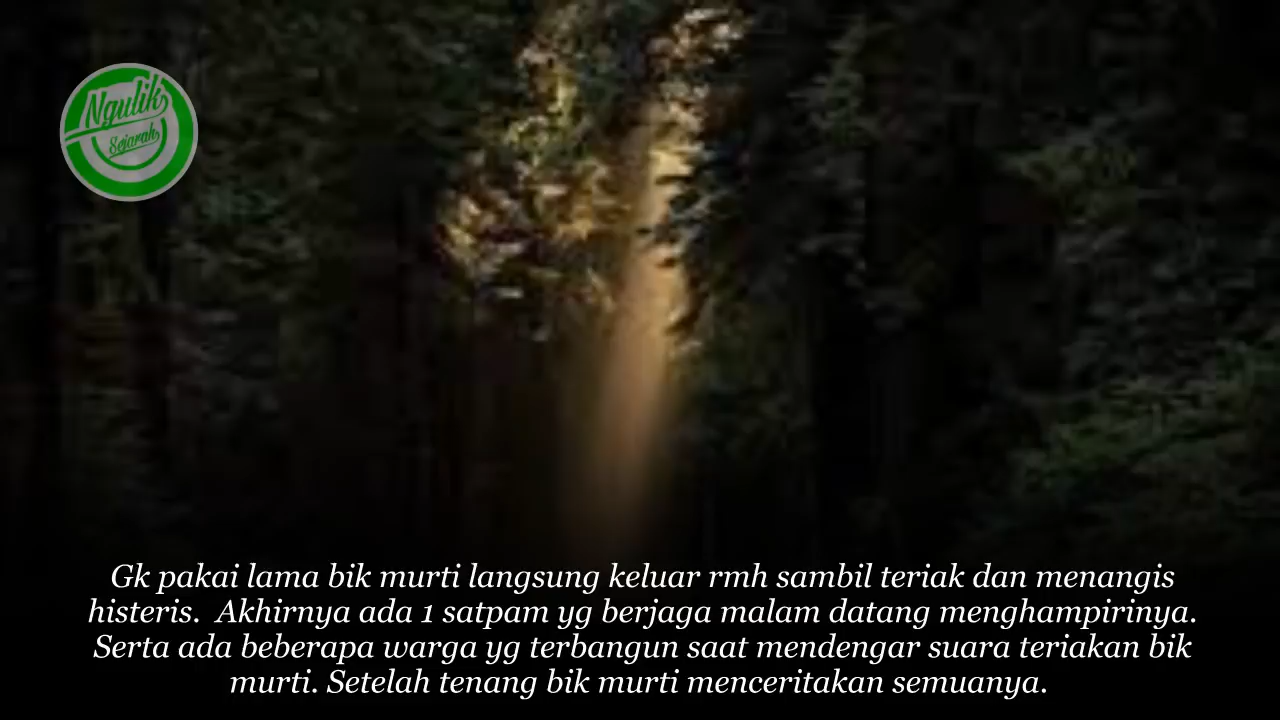 Ngulik
Sejarah
Gk pakai lama bik murti langsung keluar rmh sambil teriak dan menangis
histeris.  Akhirnya ada 1 satpam yg berjaga malam datang menghampirinya.
Serta ada beberapa warga yg terbangun saat mendengar suara teriakan bik
murti. Setelah tenang bik murti menceritakan semuanya.